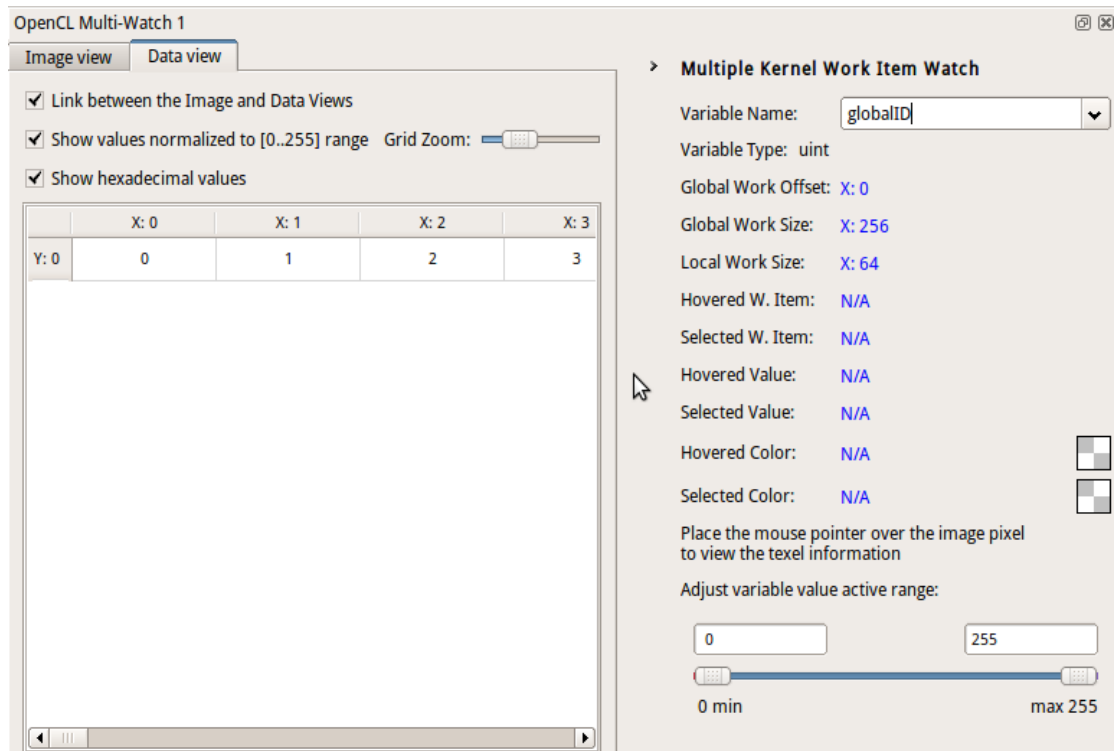 OpenCL Multi-Watch 1
Image view Data view
Link between the Image and Data Views
Show values normalized to [0..255] range Grid Zoom:
Show hexadecimal values
X: 0 X: 1 X: 2 X: 3
Y: 0 0 1 2 3
Multiple Kernel Work Item Watch
Variable Name: globalID
Variable Type: uint
Global Work Offset: X: 0
Global Work Size: X: 256
Local Work Size: X: 64
Hovered W. Item: N/A
Selected W. Item: N/A
Hovered Value: N/A
Selected Value: N/A
Hovered Color: N/A
Selected Color: N/A
Place the mouse pointer over the image pixel
to view the texel information
Adjust variable value active range:
0 255
0 min max 255